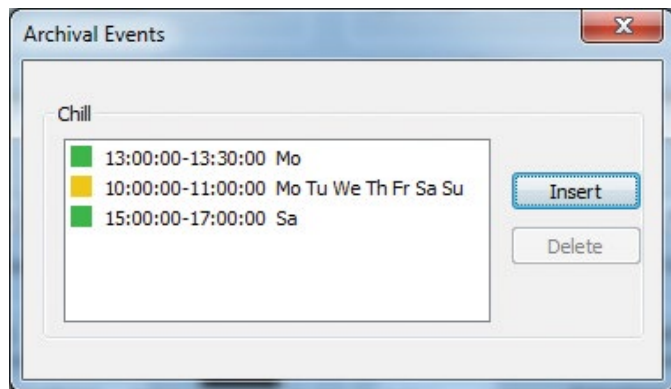 Archival Events
Chill
13:00:00-13:30:00 Mo
10:00:00-11:00:00 Mo Tu We Th Fr Sa Su
15:00:00-17:00:00 Sa
Insert
Delete